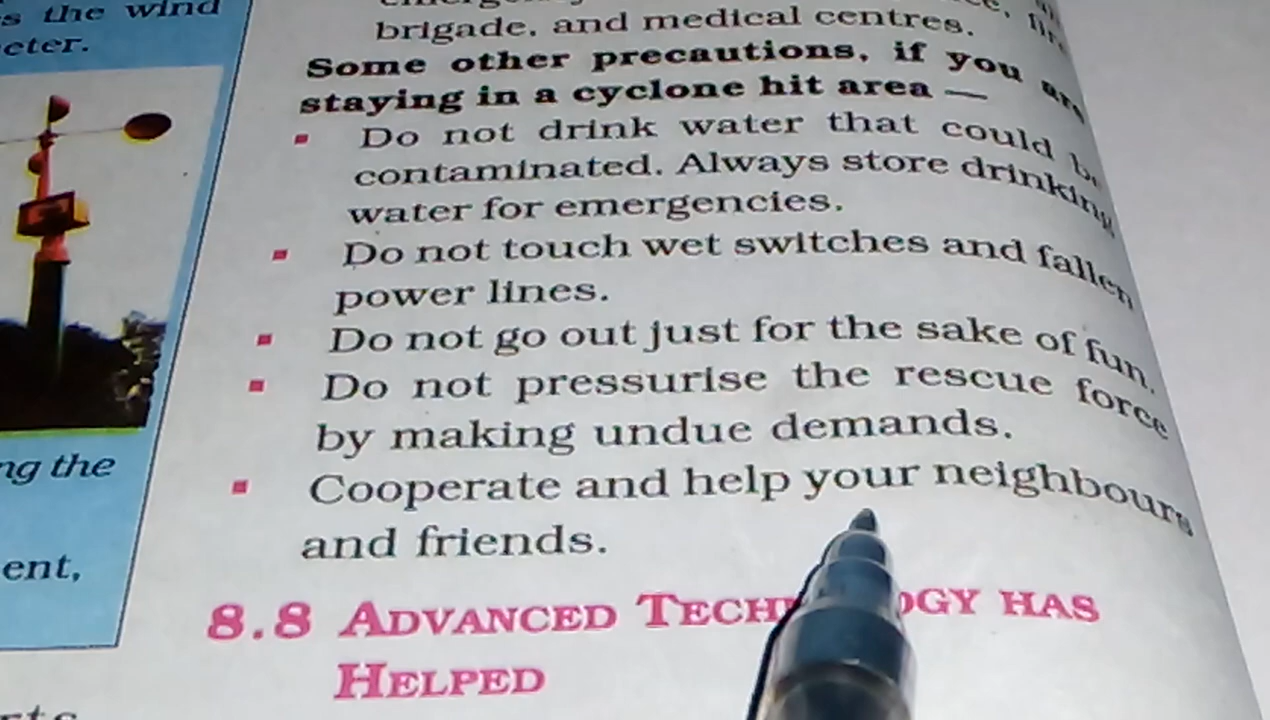 s the wind
eter.
ng the
ent,
brigade, and medical centres.
Some other precautions, if you are
staying in a cyclone hit area —
▪ Do not drink water that could be
contaminated. Always store drinking
water for emergencies.
▪ Do not touch wet switches and fallen
power lines.
▪ Do not go out just for the sake of fun.
▪ Do not pressurise the rescue force
by making undue demands.
▪ Cooperate and help your neighbours
and friends.
8.8 ADVANCED HAS
HELPED